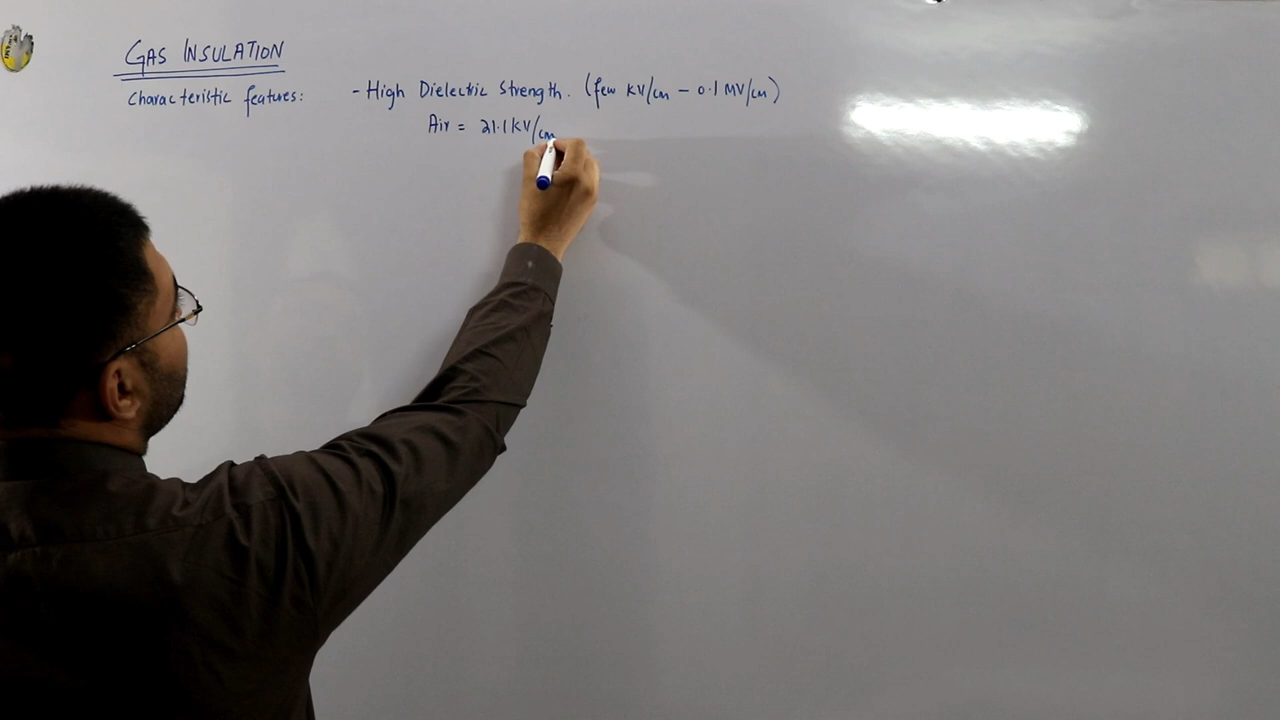 GAS INSULATION
Characteristic features: - High Dielectric Strength. (few KV/cm - 0.1 MV/cm)
Air = 21.1 KV/cm